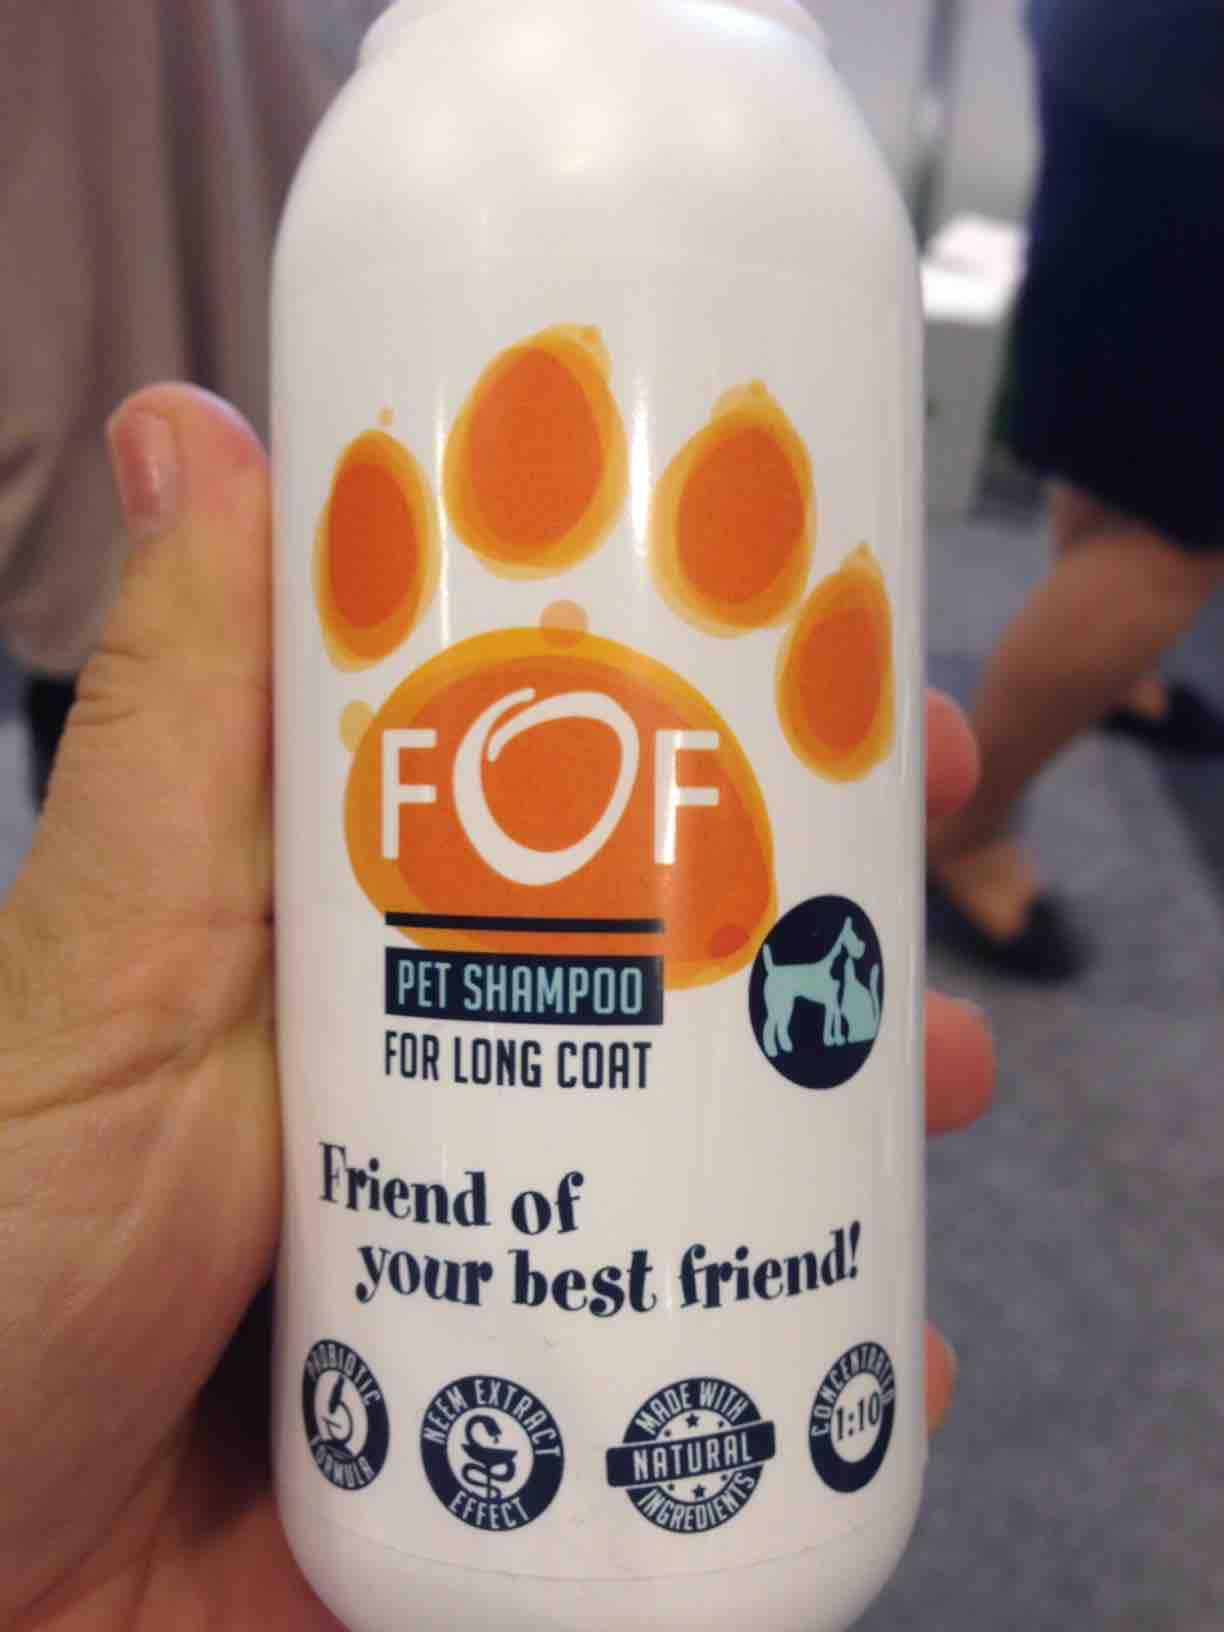 FOF
PET SHAMPOO
FOR LONG COAT
Friend of
your best friend!
PROBIOTIC
FORMULA
NEEM EXTRACT
EFFECT
MADE WITH
NATURAL
INGREDIENTS
CONCENTRATED
1:10